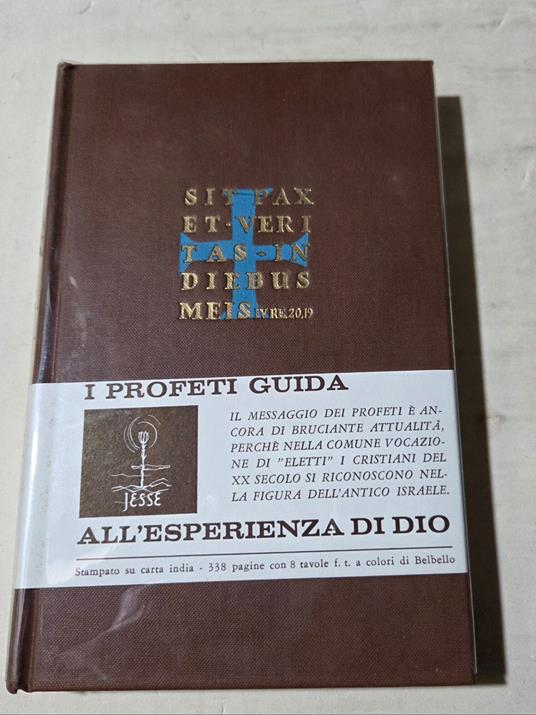 SIT PAX
ET·VERI
TAS-IN
DIEBUS
MEIS IV RE, 20,19
I PROFETI GUIDA
IL MESSAGGIO DEI PROFETI È AN-
CORA DI BRUCIANTE ATTUALITÀ,
PERCHÈ NELLA COMUNE VOCAZIO-
NE DI "ELETTI" I CRISTIANI DEL
XX SECOLO SI RICONOSCONO NEL-
LA FIGURA DELL'ANTICO ISRAELE.
JESSE
ALL'ESPERIENZA DI DIO
Stampato su carta india - 338 pagine con 8 tavole f. t. a colori di Belbello